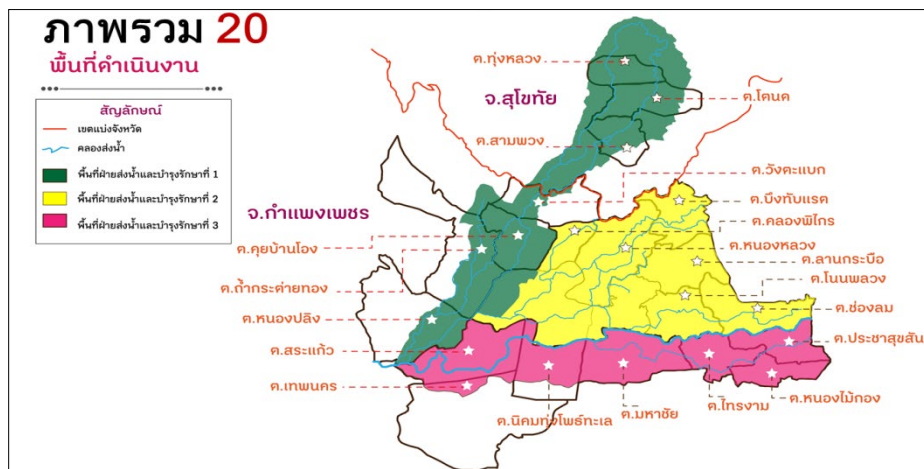 ภาพรวม 20
พื้นที่ดำเนินงาน
สัญลักษณ์
เขตแบ่งจังหวัด
คลองส่งน้ำ
พื้นที่ฝ่ายส่งน้ำและบำรุงรักษาที่ 1
พื้นที่ฝ่ายส่งน้ำและบำรุงรักษาที่ 2
พื้นที่ฝ่ายส่งน้ำและบำรุงรักษาที่ 3
ต.ทุ่งหลวง
จ.สุโขทัย
ต.โตนด
ต.สามพวง
ต.วังตะแบก
ต.บึงทับแรต
จ.กำแพงเพชร
ต.คลองพิไกร
ต.คุยบ้านโอง
ต.หนองหลวง
ต.ลานกระบือ
ต.โนนพลวง
ต.ถ้ำกระต่ายทอง
ต.ช่องลม
ต.หนองปลิง
ต.ประชาสุขสัน
ต.สระแก้ว
ต.เทพนคร
ต.นิคมทุ่งโพธ์ทะเล
ต.มหาชัย
ต.ไทรงาม
ต.หนองไม้กอง